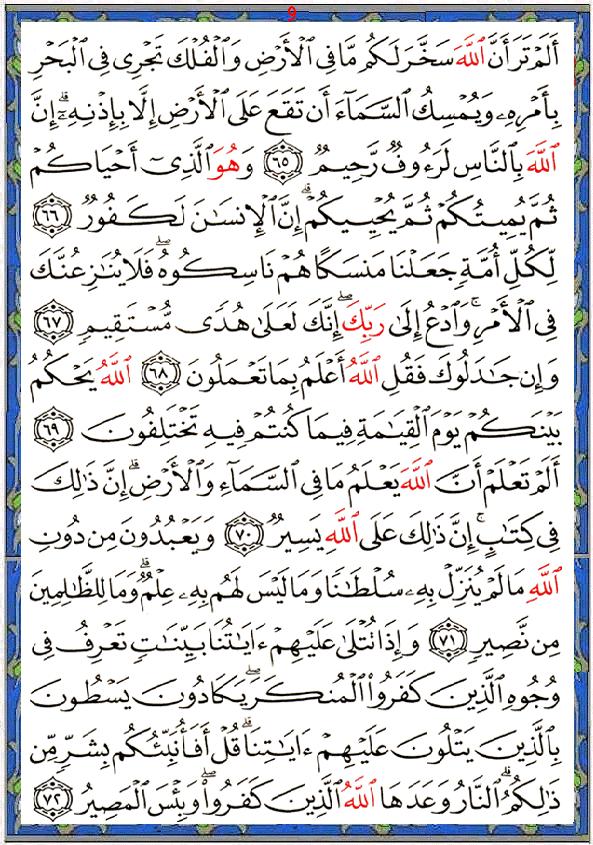 9
أَلَمْ تَرَ أَنَّ ٱللَّهَ سَخَّرَ لَكُم مَّا فِى ٱلْأَرْضِ وَٱلْفُلْكَ تَجْرِى فِى ٱلْبَحْرِ
بِأَمْرِهِۦ وَيُمْسِكُ ٱلسَّمَآءَ أَن تَقَعَ عَلَى ٱلْأَرْضِ إِلَّا بِإِذْنِهِۦٓ ۗ إِنَّ
ٱللَّهَ بِٱلنَّاسِ لَرَءُوفٌ رَّحِيمٌ ٦٥ وَهُوَ ٱلَّذِىٓ أَحْيَاكُمْ
ثُمَّ يُمِيتُكُمْ ثُمَّ يُحْيِيكُمْ ۗ إِنَّ ٱلْإِنسَٰنَ لَكَفُورٌ ٦٦
لِّكُلِّ أُمَّةٍ جَعَلْنَا مَنسَكًا هُمْ نَاسِكُوهُ ۖ فَلَا يُنَٰزِعُنَّكَ
فِى ٱلْأَمْرِ ۚ وَٱدْعُ إِلَىٰ رَبِّكَ ۖ إِنَّكَ لَعَلَىٰ هُدًى مُّسْتَقِيمٍ ٦٧
وَإِن جَٰدَلُوكَ فَقُلِ ٱللَّهُ أَعْلَمُ بِمَا تَعْمَلُونَ ٦٨ ٱللَّهُ يَحْكُمُ
بَيْنَكُمْ يَوْمَ ٱلْقِيَٰمَةِ فِيمَا كُنتُمْ فِيهِ تَخْتَلِفُونَ ٦٩
أَلَمْ تَعْلَمْ أَنَّ ٱللَّهَ يَعْلَمُ مَا فِى ٱلسَّمَآءِ وَٱلْأَرْضِ ۗ إِنَّ ذَٰلِكَ
فِى كِتَٰبٍ ۚ إِنَّ ذَٰلِكَ عَلَى ٱللَّهِ يَسِيرٌ ٧٠ وَيَعْبُدُونَ مِن دُونِ
ٱللَّهِ مَا لَمْ يُنَزِّلْ بِهِۦ سُلْطَٰنًا وَمَا لَيْسَ لَهُم بِهِۦ عِلْمٌ ۗ وَمَا لِلظَّٰلِمِينَ
مِن نَّصِيرٍ ٧١ وَإِذَا تُتْلَىٰ عَلَيْهِمْ ءَايَٰتُنَا بَيِّنَٰتٍ تَعْرِفُ فِى
وُجُوهِ ٱلَّذِينَ كَفَرُوا۟ ٱلْمُنكَرَ ۖ يَكَادُونَ يَسْطُونَ
بِٱلَّذِينَ يَتْلُونَ عَلَيْهِمْ ءَايَٰتِنَا ۗ قُلْ أَفَأُنَبِّئُكُم بِشَرٍّ مِّن
ذَٰلِكُمُ ۗ ٱلنَّارُ وَعَدَهَا ٱللَّهُ ٱلَّذِينَ كَفَرُوا۟ ۖ وَبِئْسَ ٱلْمَصِيرُ ٧٢